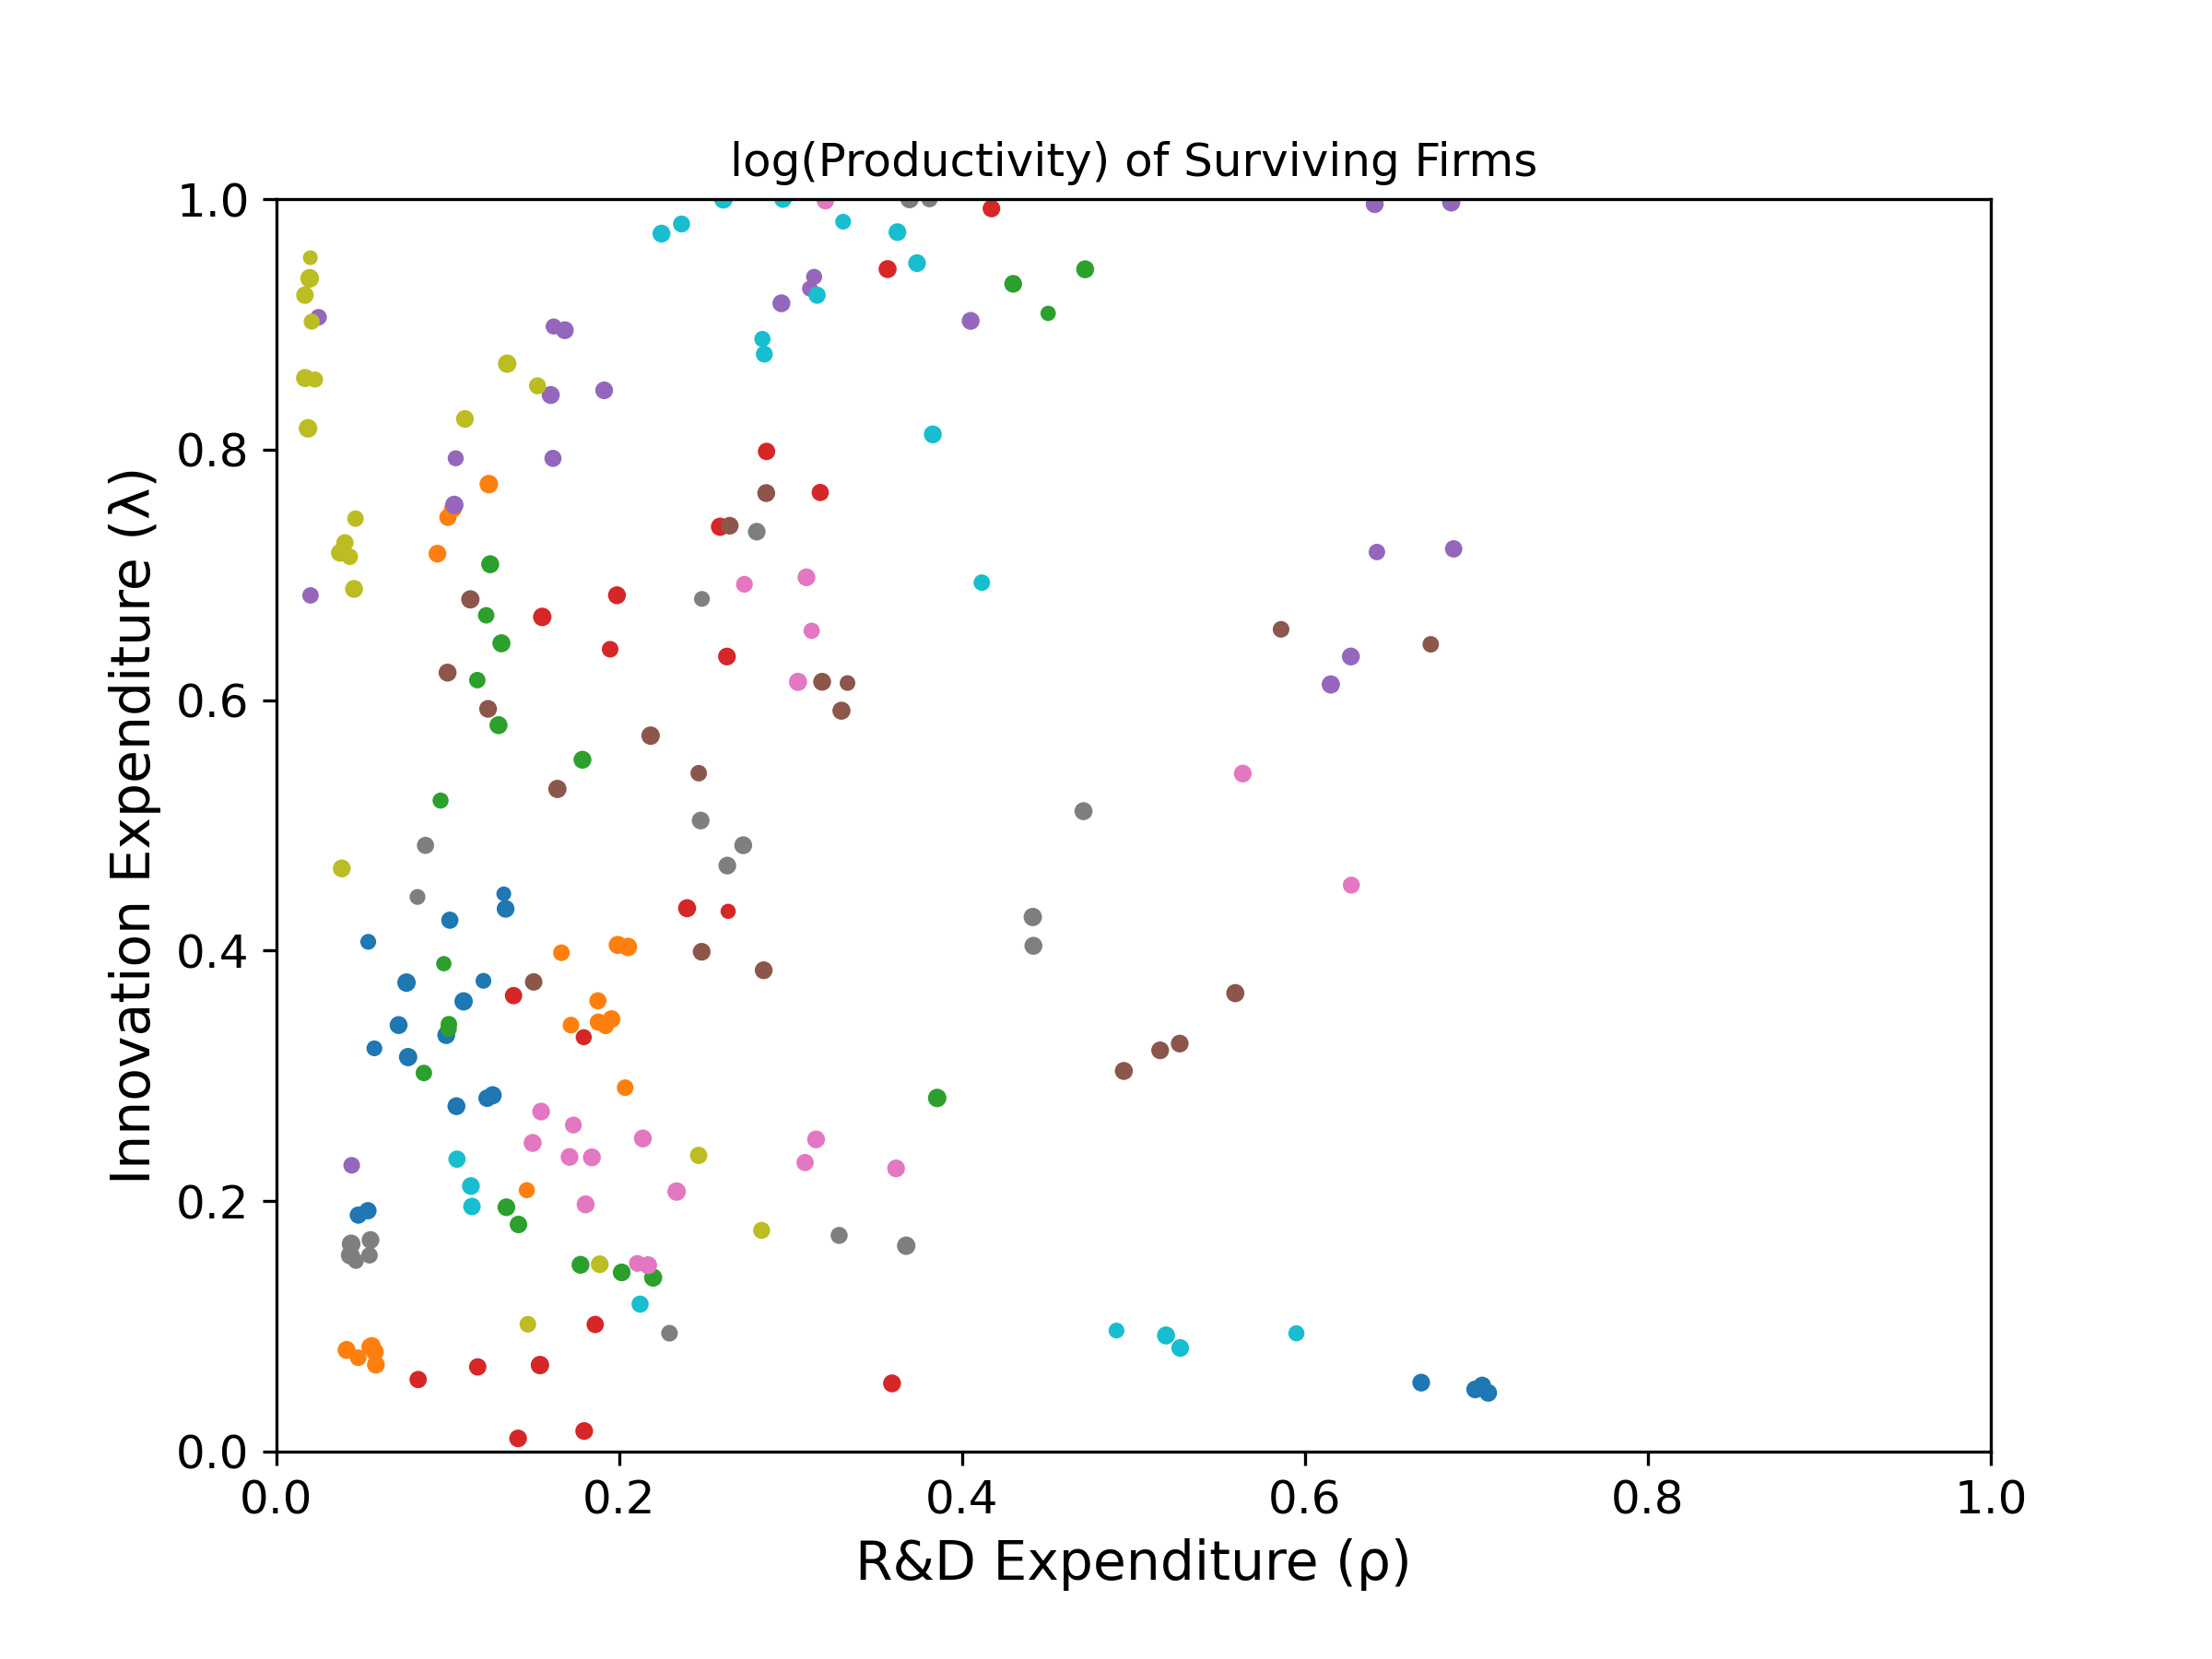 log(Productivity) of Surviving Firms
1.0
0.8
0.6
0.4
0.2
0.0
Innovation Expenditure (λ)
0.0 0.2 0.4 0.6 0.8 1.0
R&D Expenditure (ρ)